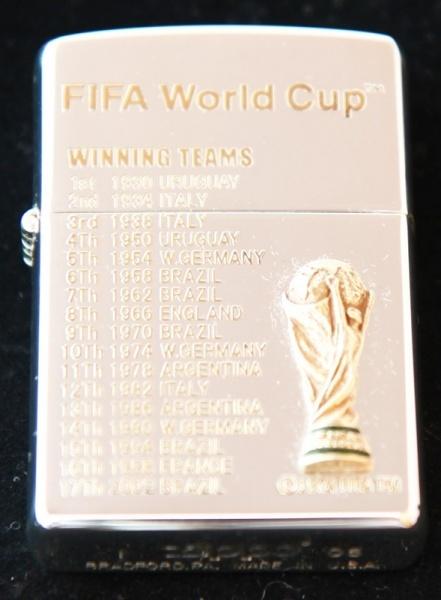 FIFA World Cup™
WINNING TEAMS
1st 1930 URUGUAY
2nd 1934 ITALY
3rd 1938 ITALY
4Th 1950 URUGUAY
5Th 1954 W.GERMANY
6Th 1958 BRAZIL
7Th 1962 BRAZIL
8Th 1966 ENGLAND
9Th 1970 BRAZIL
10Th 1974 W.GERMANY
11Th 1978 ARGENTINA
12Th 1982 ITALY
13Th 1986 ARGENTINA
14Th 1990 W.GERMANY
15Th 1994 BRAZIL
16Th 1998 FRANCE
17Th 2002 BRAZIL
BRADFORD, PA. MADE IN U.S.A.